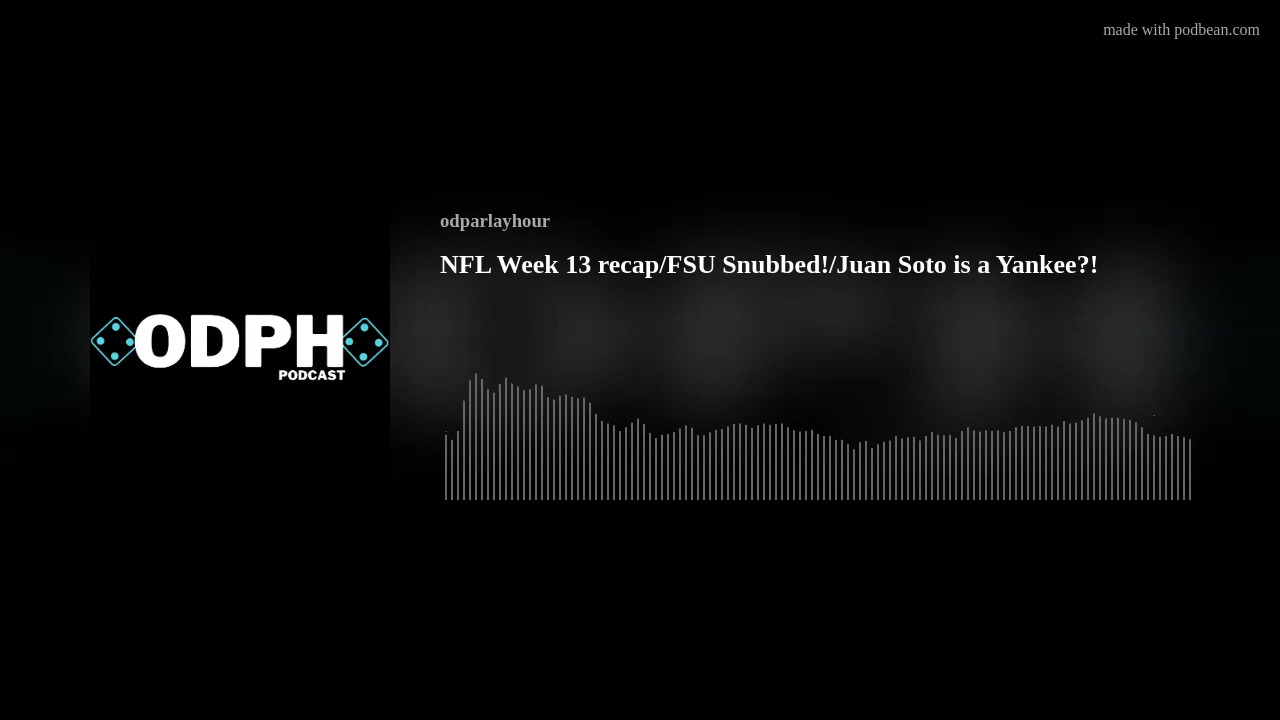 made with podbean.com
odparlayhour
NFL Week 13 recap/FSU Snubbed!/Juan Soto is a Yankee?!
ODPH
PODCAST